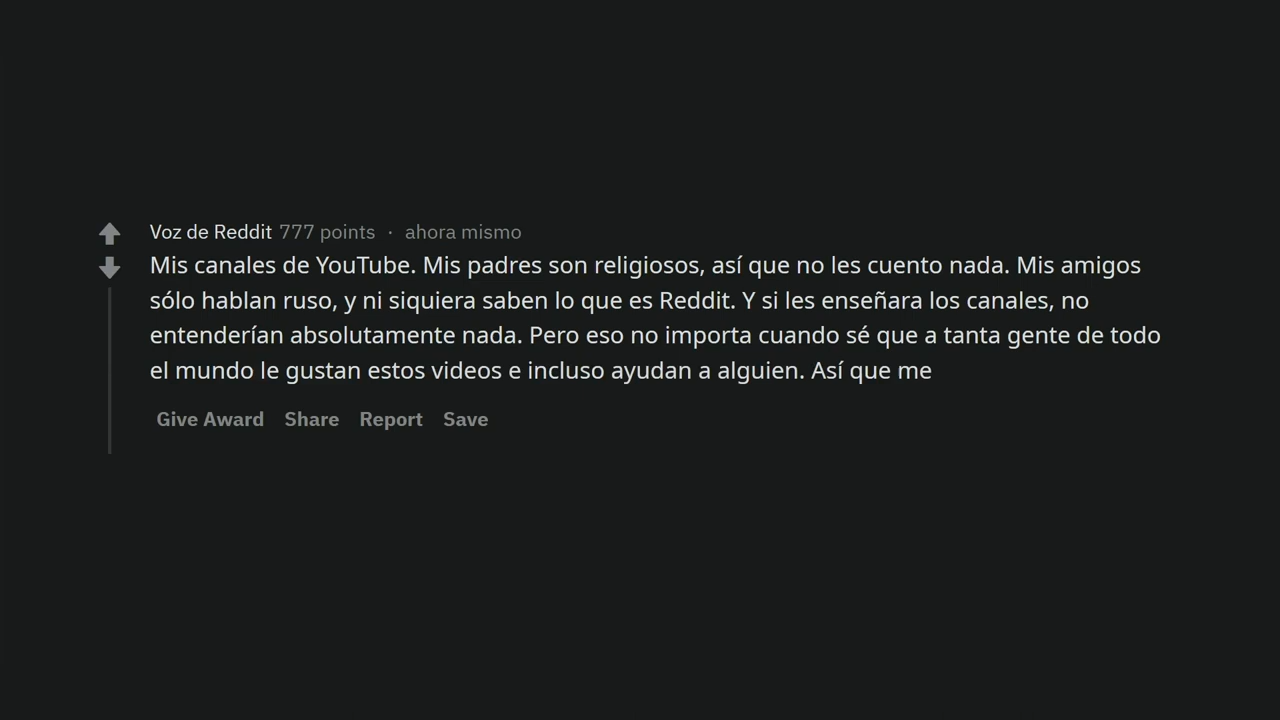 Voz de Reddit 777 points · ahora mismo
Mis canales de YouTube. Mis padres son religiosos, así que no les cuento nada. Mis amigos
sólo hablan ruso, y ni siquiera saben lo que es Reddit. Y si les enseñara los canales, no
entenderían absolutamente nada. Pero eso no importa cuando sé que a tanta gente de todo
el mundo le gustan estos videos e incluso ayudan a alguien. Así que me
Give Award Share Report Save